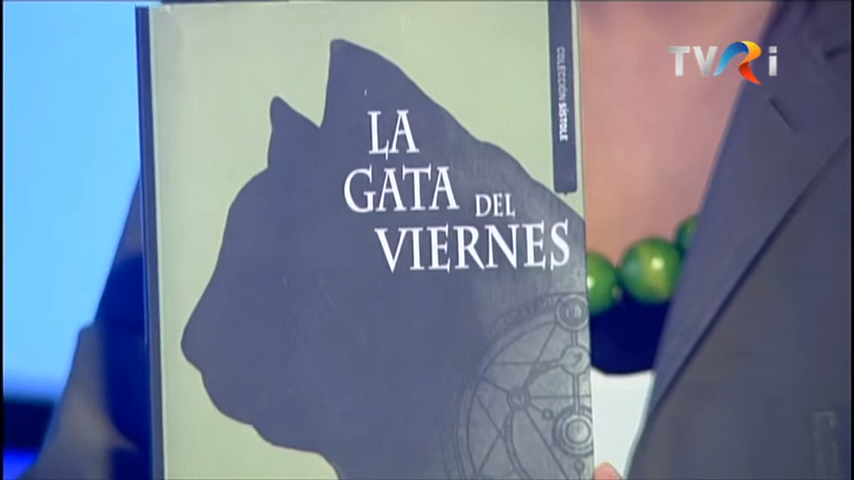 TVRi
COLECCIÓN SÍSTOLE
LA
GATA DEL
VIERNES